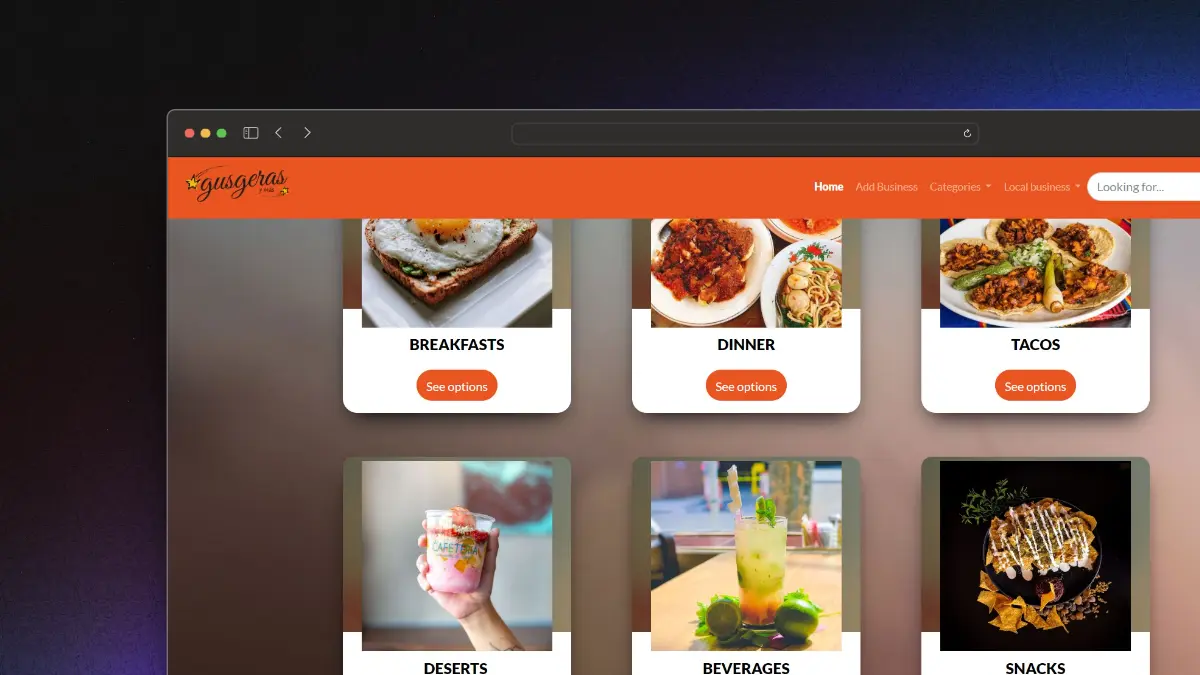 gusgeras
Home Add Business Categories Local business Looking for...
BREAKFASTS DINNER TACOS
See options See options See options
CAFETERIA
DESERTS BEVERAGES SNACKS